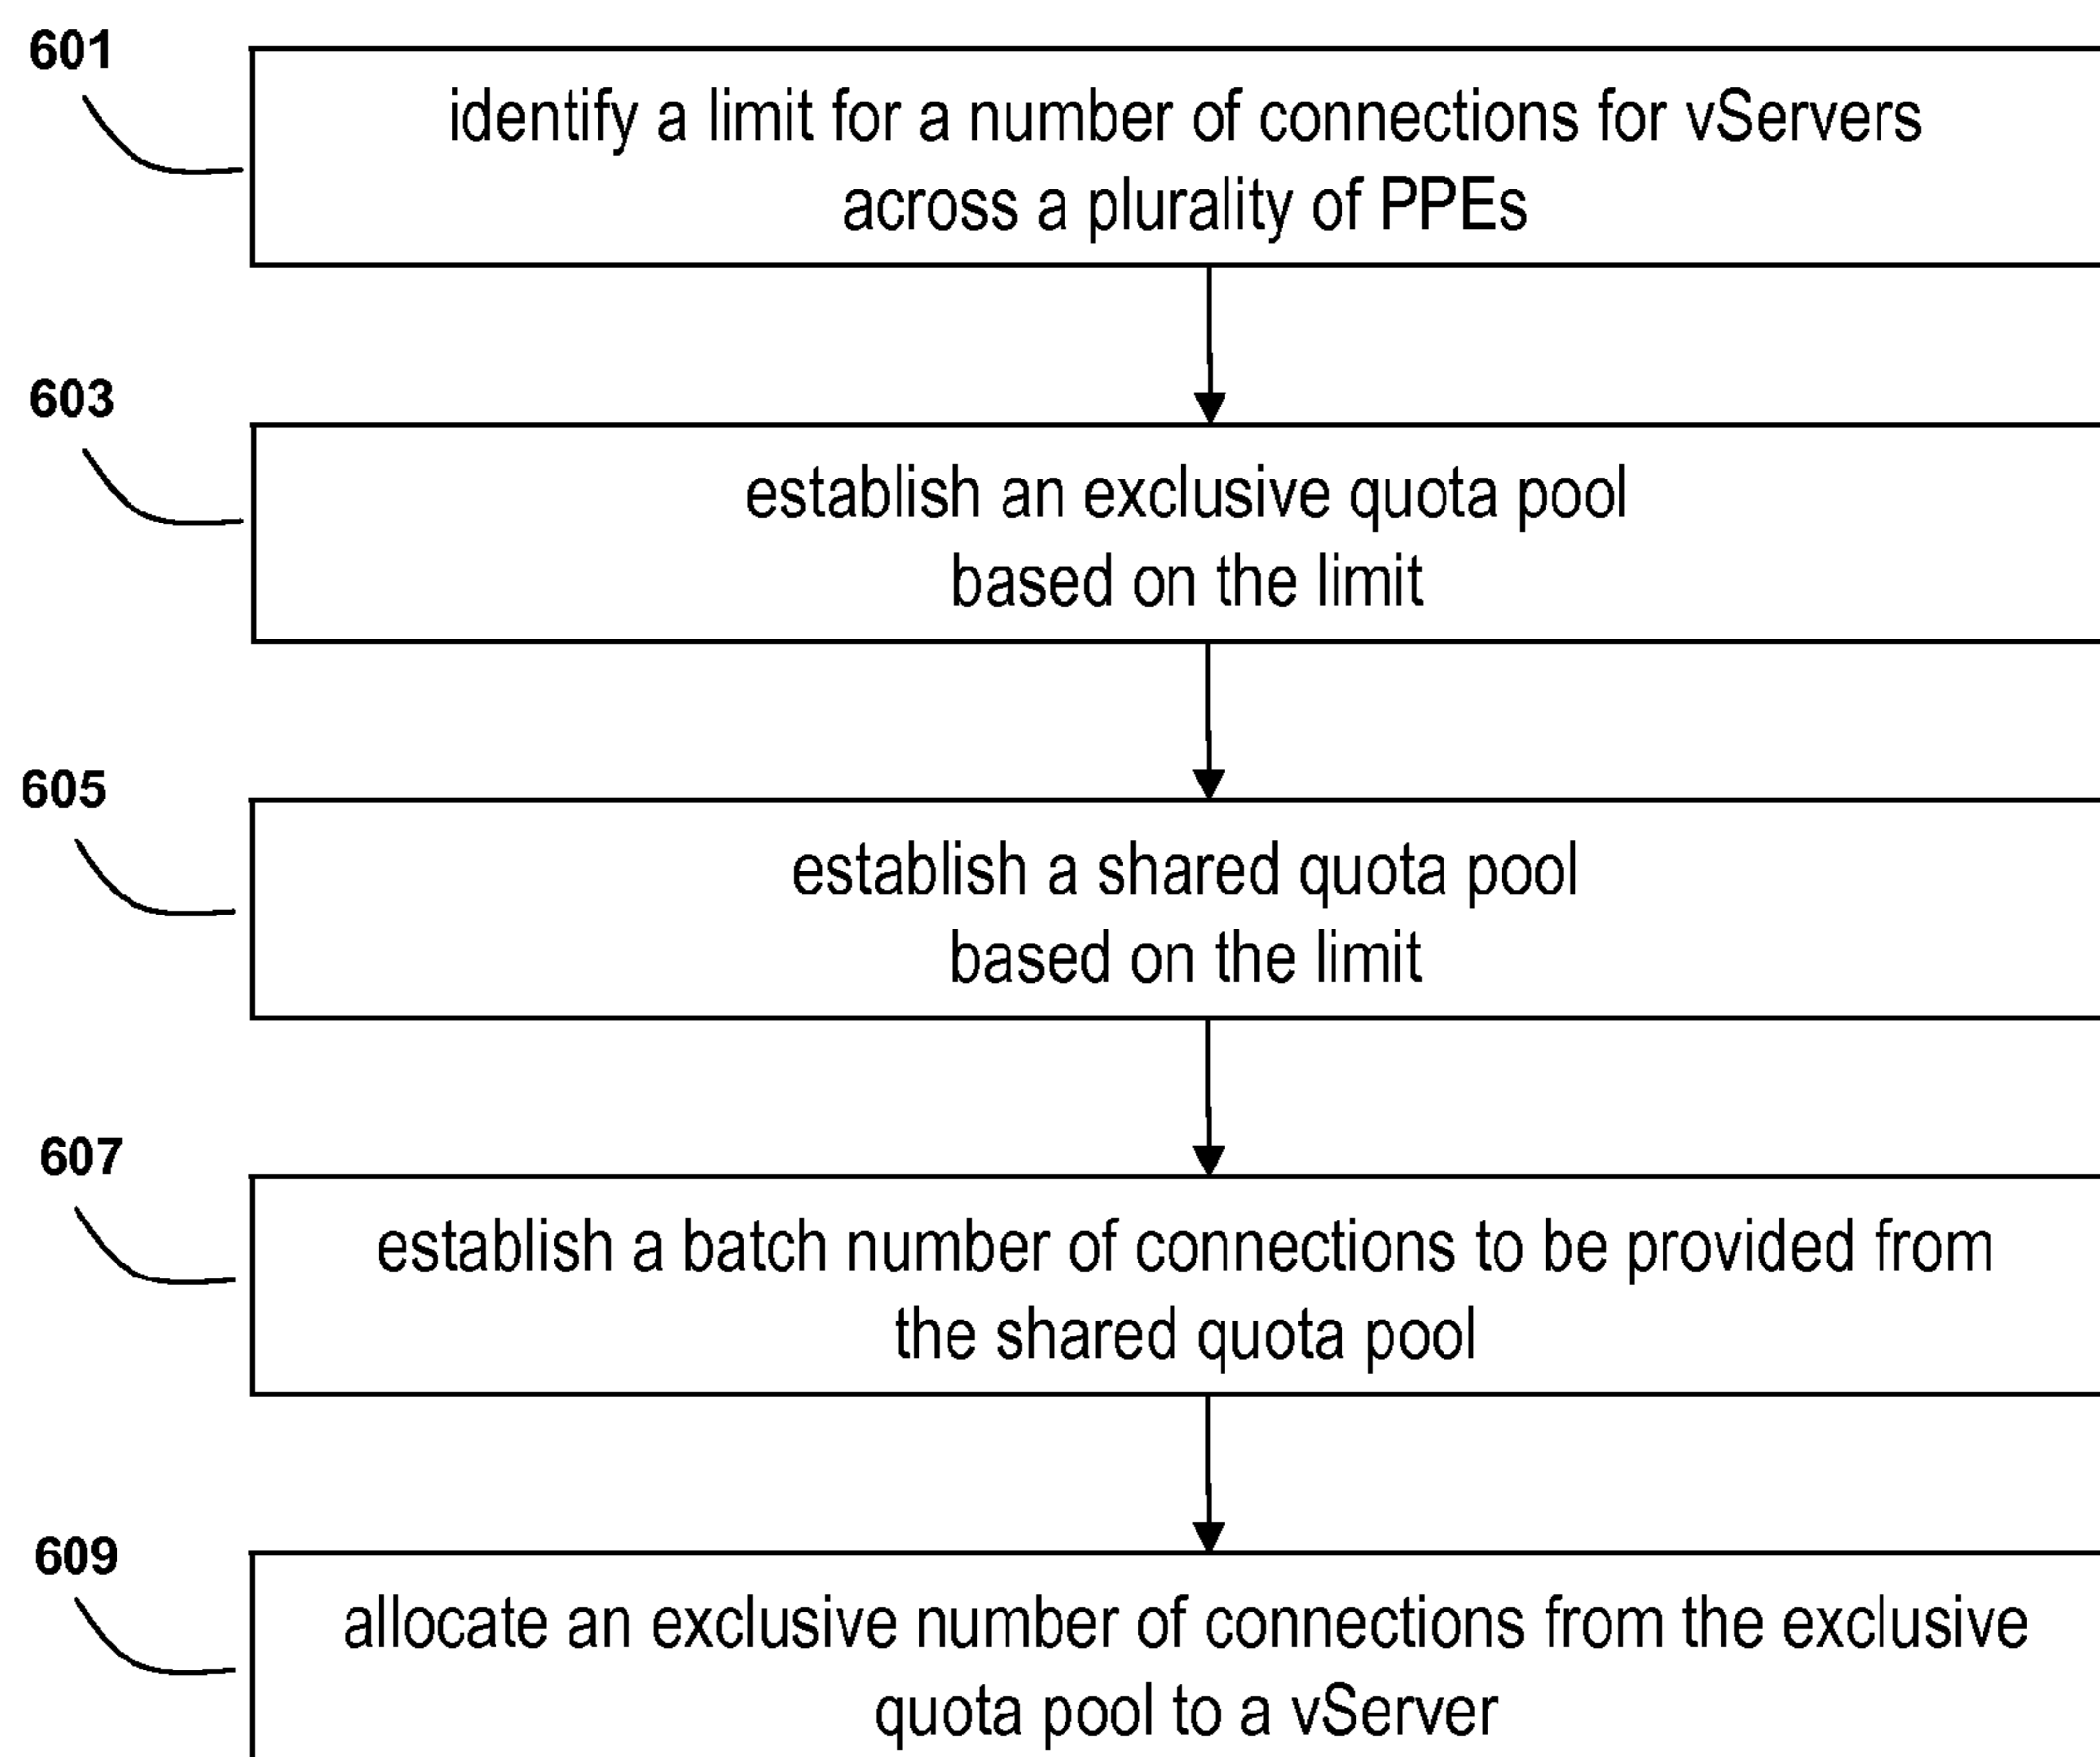 601
identify a limit for a number of connections for vServers
across a plurality of PPEs
603
establish an exclusive quota pool
based on the limit
605
establish a shared quota pool
based on the limit
607
establish a batch number of connections to be provided from
the shared quota pool
609
allocate an exclusive number of connections from the exclusive
quota pool to a vServer